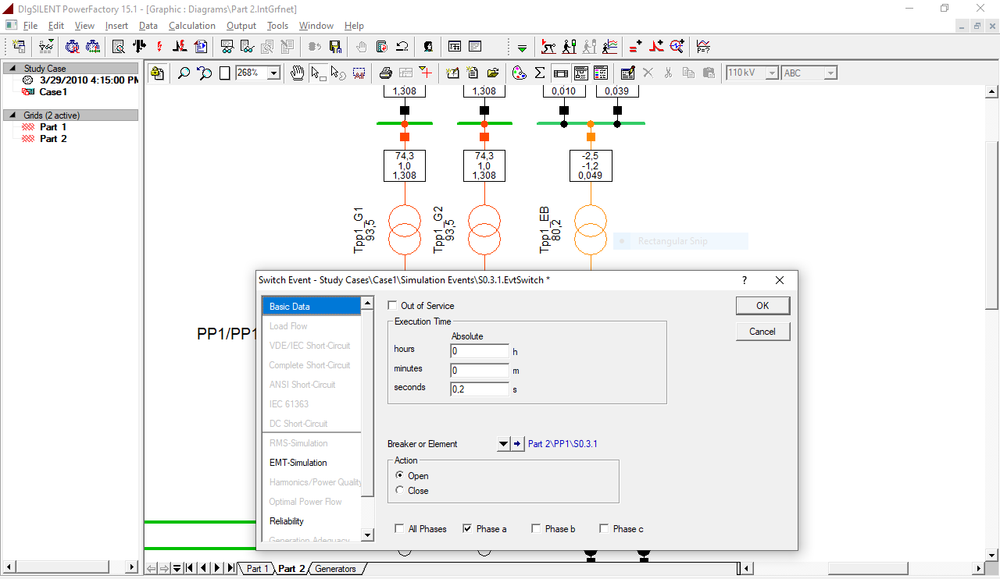 DIgSILENT PowerFactory 15.1 - [Graphic : Diagrams\Part 2.IntGrfnet]
File Edit View Insert Data Calculation Output Tools Window Help
268% 110 kV ABC
Study Case
3/29/2010 4:15:00 PM
Case1
Grids (2 active)
Part 1
Part 2
1,308 1,308 0,010 0,039
74,3 74,3 -2,5
1,0 1,0 -1,2
1,308 1,308 0,049
Tpp1_G1
93,5
Tpp1_G2
93,5
Tpp1_EB
80,2
Rectangular Snip
PP1/PP1
Switch Event - Study Cases\Case1\Simulation Events\S0.3.1.EvtSwitch *
?
Basic Data
Load Flow
VDE/IEC Short-Circuit
Complete Short-Circuit
ANSI Short-Circuit
IEC 61363
DC Short-Circuit
RMS-Simulation
EMT-Simulation
Harmonics/Power Quality
Optimal Power Flow
Reliability
Generation Adequacy
Out of Service
Execution Time
Absolute
hours 0 h
minutes 0 m
seconds 0,2 s
Breaker or Element Part 2\PP1\S0.3.1
Action
Open
Close
All Phases Phase a Phase b Phase c
OK
Cancel
Part 1 Part 2 Generators